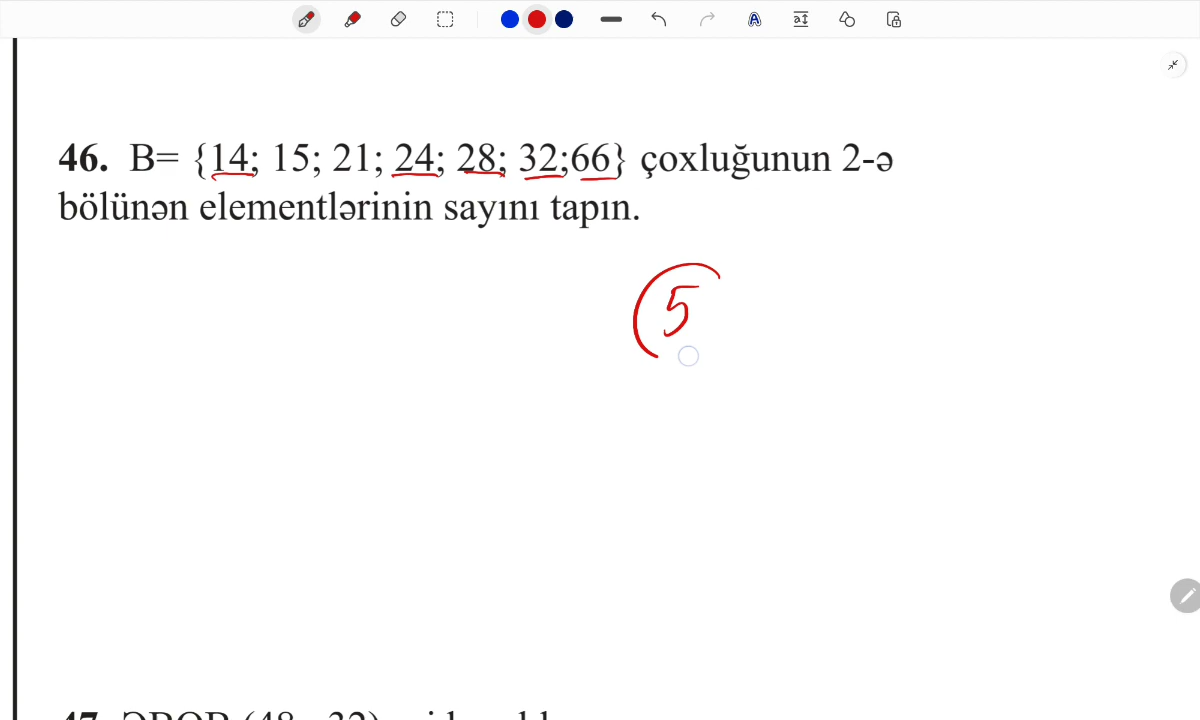 46. B= {14; 15; 21; 24; 28; 32;66} çoxluğunun 2-ə
bölünən elementlərinin sayını tapın.
5